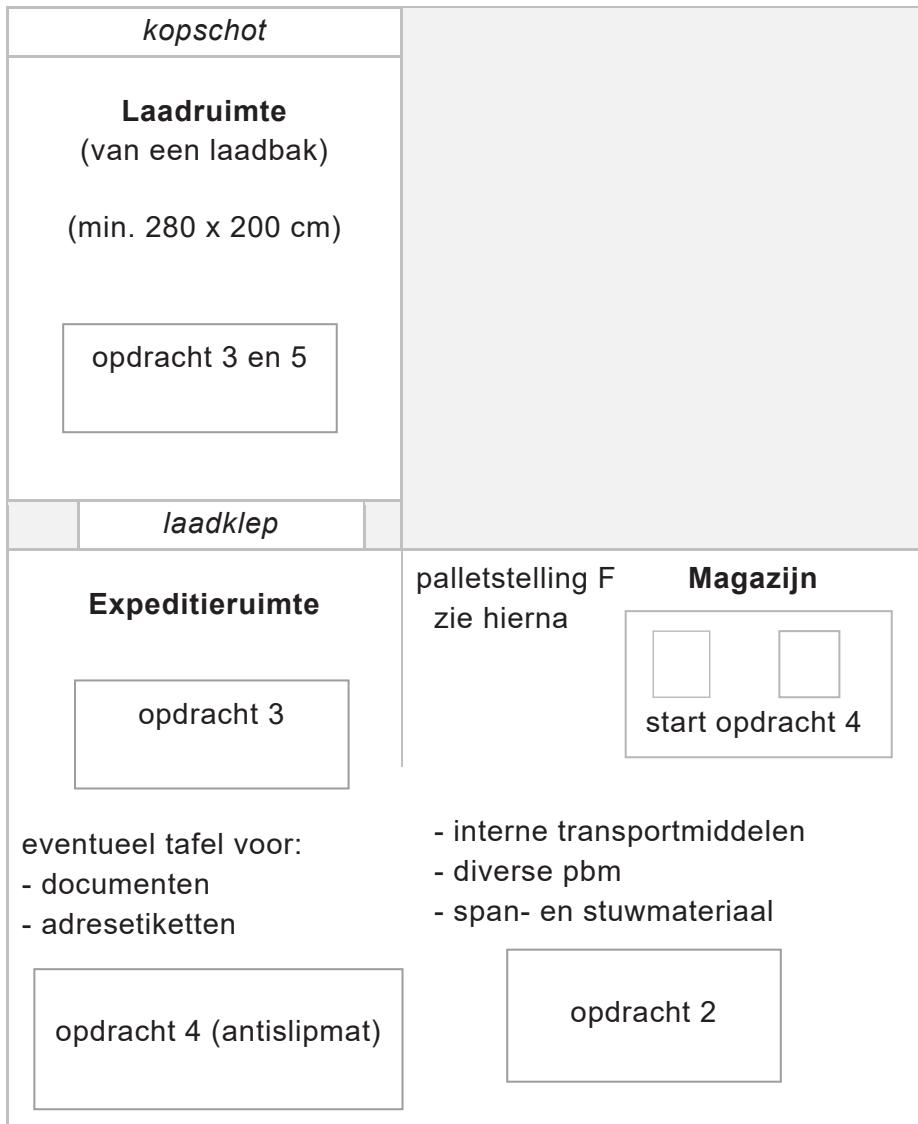 kopschot
Laadruimte
(van een laadbak)
(min. 280 x 200 cm)
opdracht 3 en 5
laadklep
Expeditieruimte
opdracht 3
eventueel tafel voor:
- documenten
- adresetiketten
opdracht 4 (antislipmat)
palletstelling F
zie hierna
Magazijn
start opdracht 4
- interne transportmiddelen
- diverse pbm
- span- en stuwmateriaal
opdracht 2